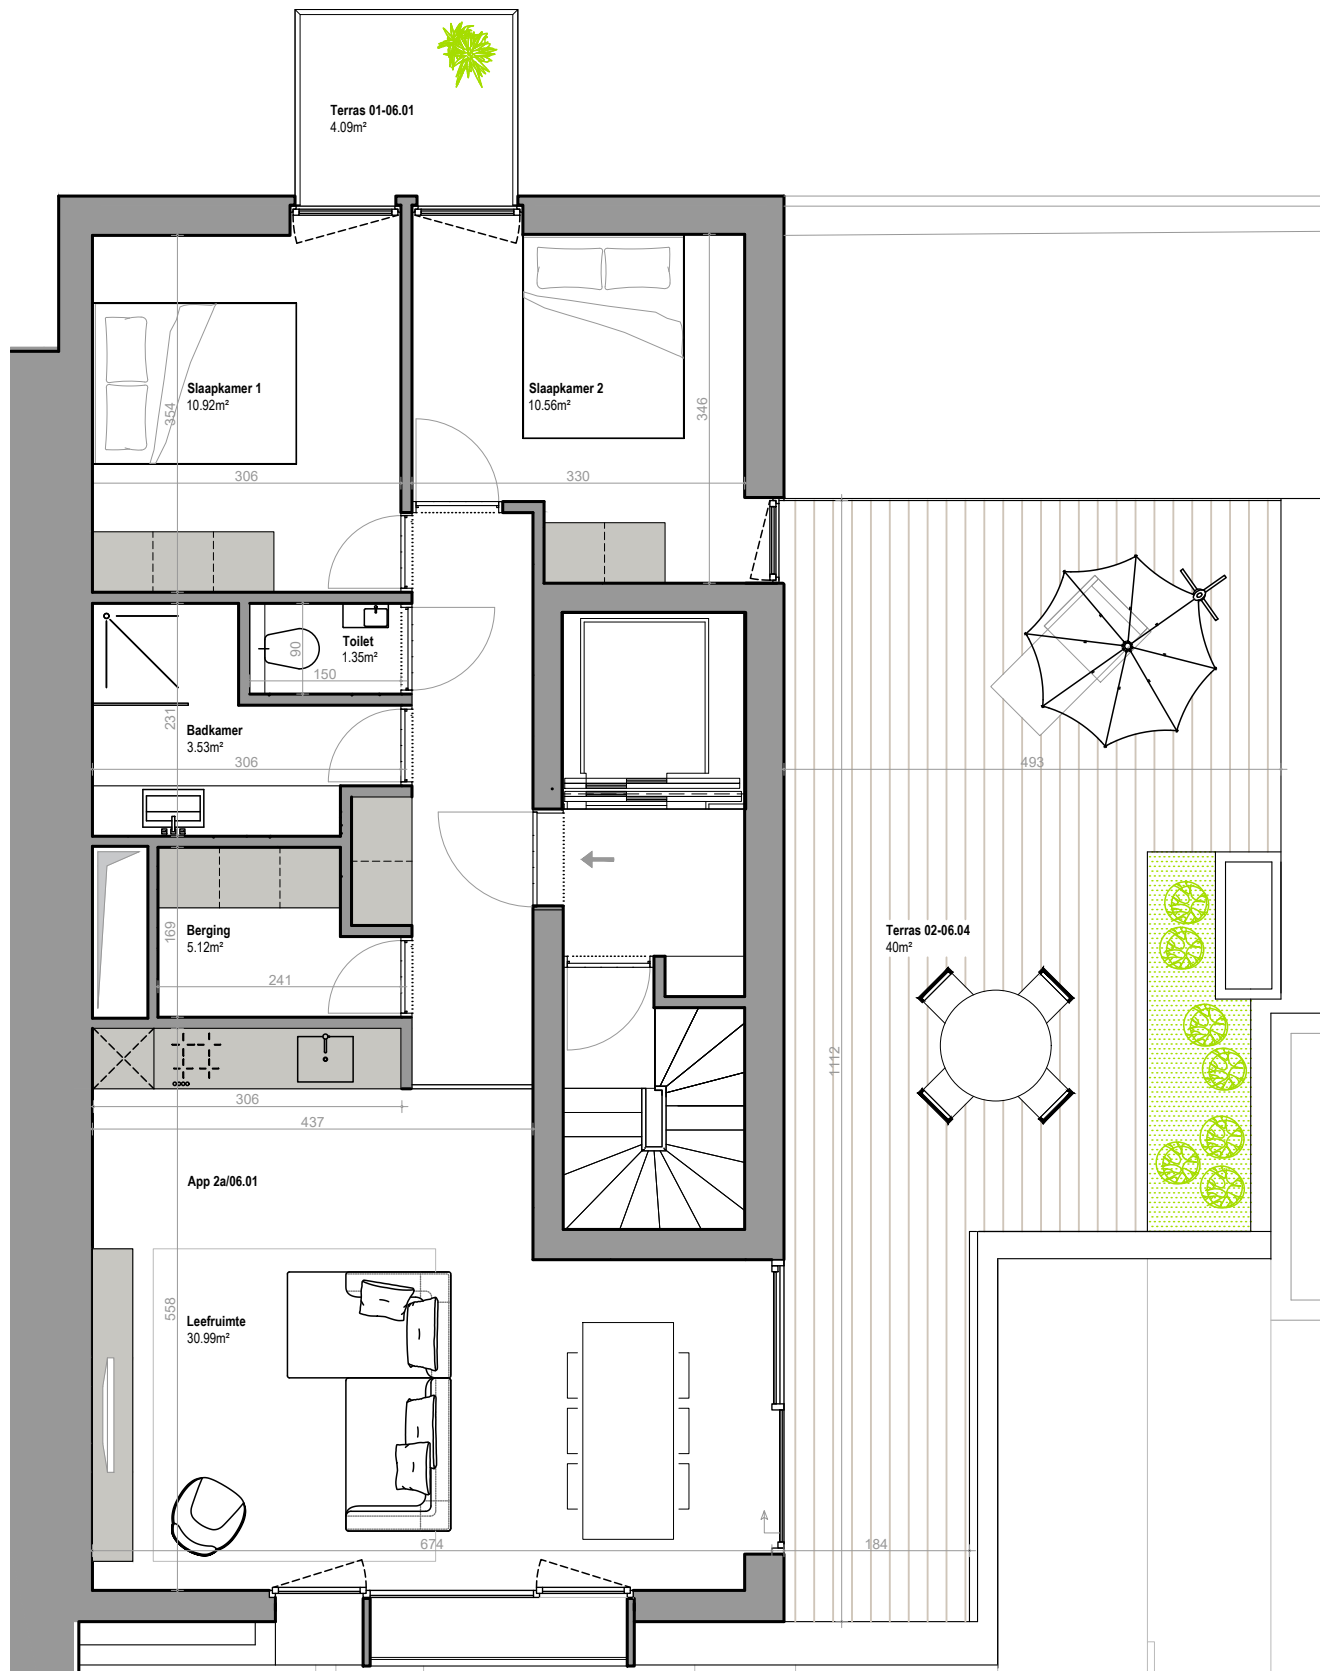 Terras 01-06.01
4.09m²
Slaapkamer 1
10.92m²
354
306
Slaapkamer 2
10.56m²
346
330
Toilet
1.35m²
90
150
Badkamer
3.53m²
231
306
493
Berging
5.12m²
169
241
Terras 02-06.04
40m²
1112
306
437
App 2a/06.01
Leefruimte
30.99m²
558
A
674
184